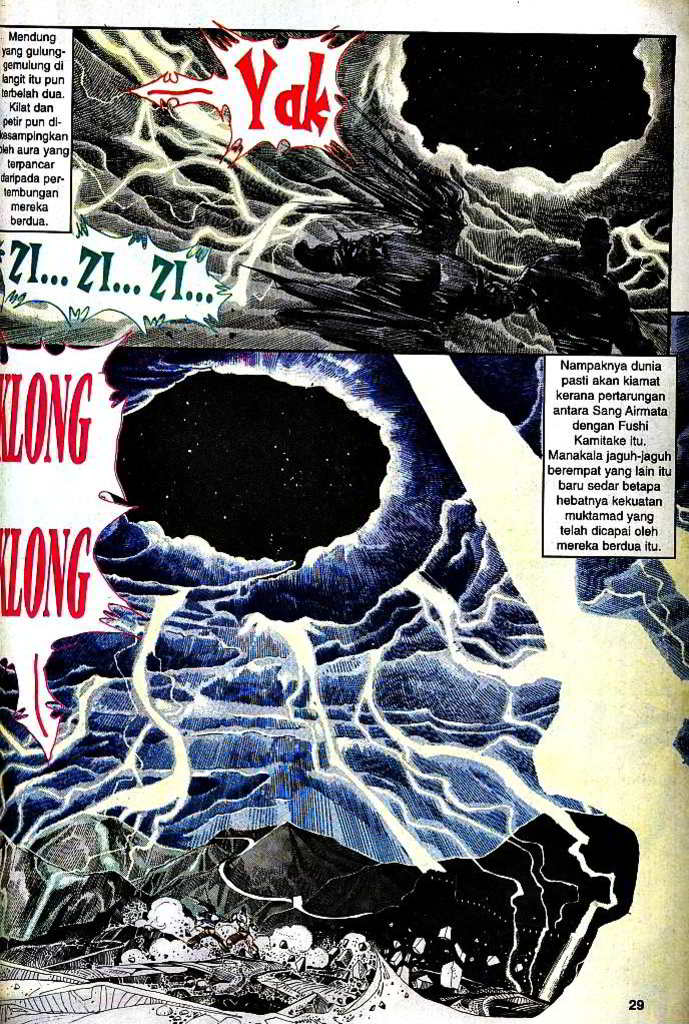 Mendung
yang gulung-
gemulung di
langit itu pun
terbelah dua.
Kilat dan
petir pun di-
kesampingkan
oleh aura yang
terpancar
daripada per-
tembungan
mereka
berdua.
Yak
ZI... ZI... ZI...
KLONG
KLONG
Nampaknya dunia
pasti akan kiamat
kerana pertarungan
antara Sang Airmata
dengan Fushi
Kamitake itu.
Manakala jaguh-jaguh
berempat yang lain itu
baru sedar betapa
hebatnya kekuatan
muktamad yang
telah dicapai oleh
mereka berdua itu.
29